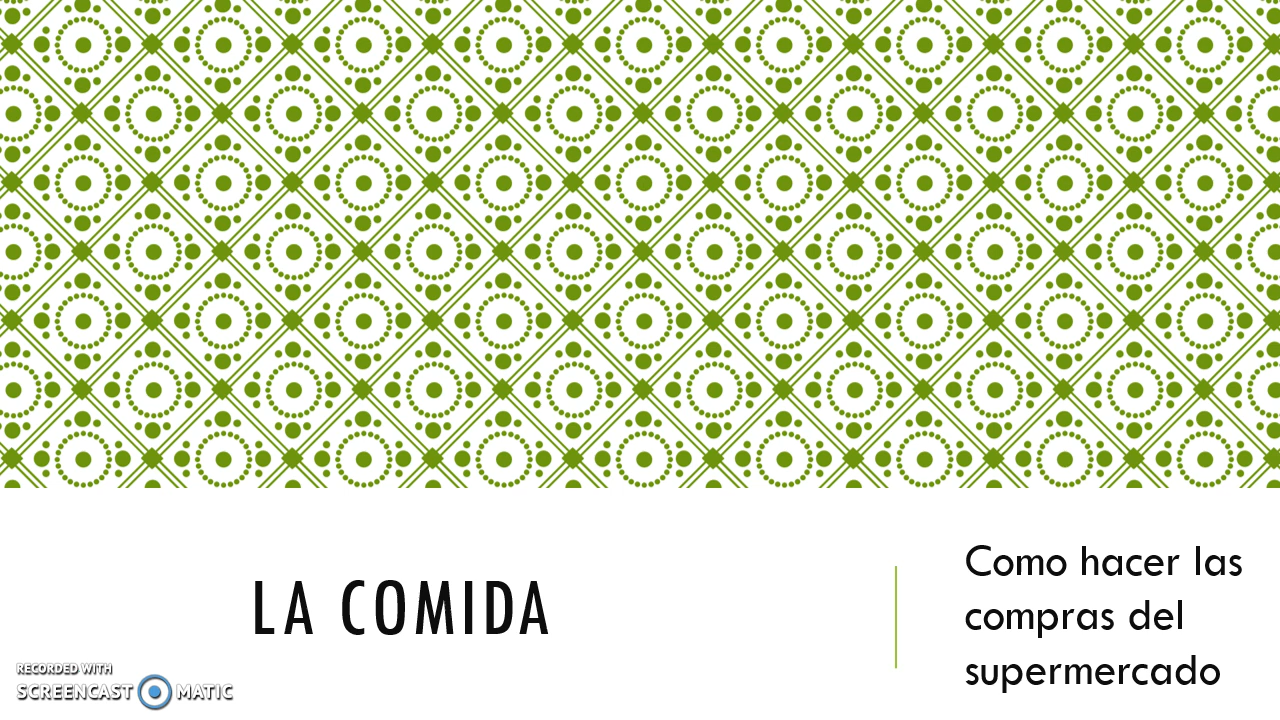 LA COMIDA
Como hacer las
compras del
supermercado
RECORDED WITH
SCREENCAST MATIC